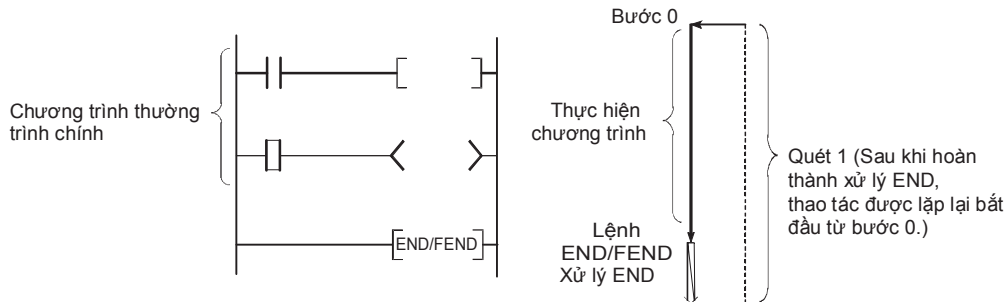 Chương trình thường
trình chính
END/FEND
Bước 0
Thực hiện
chương trình
Lệnh
END/FEND
Xử lý END
Quét 1 (Sau khi hoàn
thành xử lý END,
thao tác được lặp lại bắt
đầu từ bước 0.)